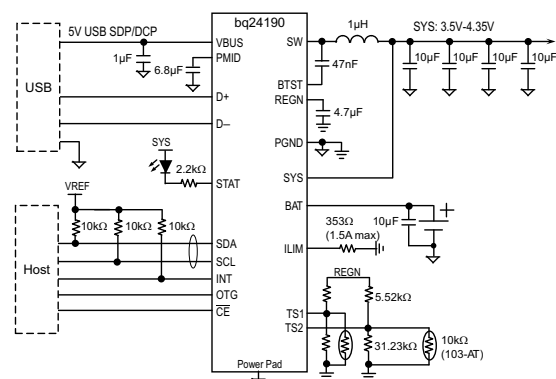 bq24190
5V USB SDP/DCP
VBUS
1µF
PMID
6.8µF
USB
D+
D–
SYS
2.2kΩ
STAT
VREF
10kΩ
10kΩ
10kΩ
Host
SDA
SCL
INT
OTG
CE
SW
1µH
SYS: 3.5V-4.35V
47nF
10µF
10µF
10µF
10µF
BTST
REGN
4.7µF
PGND
SYS
BAT
353Ω
(1.5A max)
10µF
+
ILIM
REGN
5.52kΩ
TS1
TS2
31.23kΩ
10kΩ
(103-AT)
Power Pad